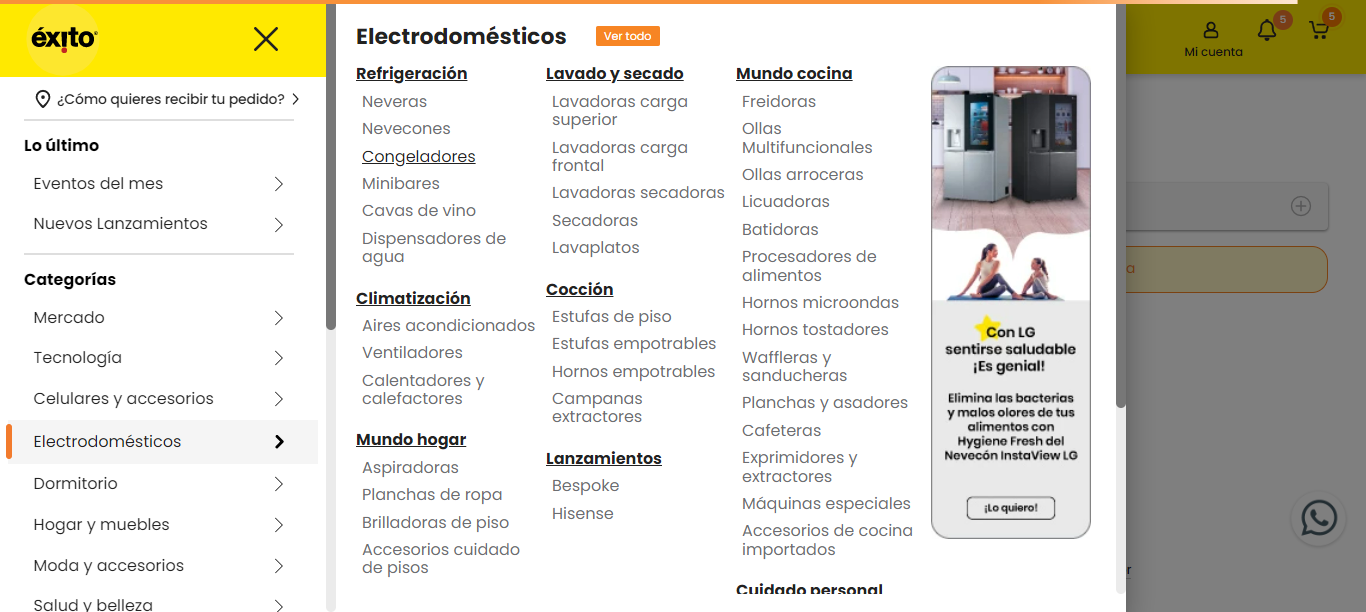 éxito
¿Cómo quieres recibir tu pedido?
Lo último
Eventos del mes
Nuevos Lanzamientos
Categorías
Mercado
Tecnología
Celulares y accesorios
Electrodomésticos
Dormitorio
Hogar y muebles
Moda y accesorios
Salud y belleza
Electrodomésticos
Ver todo
Refrigeración
Neveras
Nevecones
Congeladores
Minibares
Cavas de vino
Dispensadores de
agua
Climatización
Aires acondicionados
Ventiladores
Calentadores y
calefactores
Mundo hogar
Aspiradoras
Planchas de ropa
Brilladoras de piso
Accesorios cuidado
de pisos
Lavado y secado
Lavadoras carga
superior
Lavadoras carga
frontal
Lavadoras secadoras
Secadoras
Lavaplatos
Cocción
Estufas de piso
Estufas empotrables
Hornos empotrables
Campanas
extractores
Lanzamientos
Bespoke
Hisense
Mundo cocina
Freidoras
Ollas
Multifuncionales
Ollas arroceras
Licuadoras
Batidoras
Procesadores de
alimentos
Hornos microondas
Hornos tostadores
Waffleras y
sanducheras
Planchas y asadores
Cafeteras
Exprimidores y
extractores
Máquinas especiales
Accesorios de cocina
importados
Cuidado personal
Con LG
sentirse saludable
¡Es genial!
Elimina las bacterias
y malos olores de tus
alimentos con
Hygiene Fresh del
Nevecón InstaView LG
¡Lo quiero!
Mi cuenta
5
5
a
r